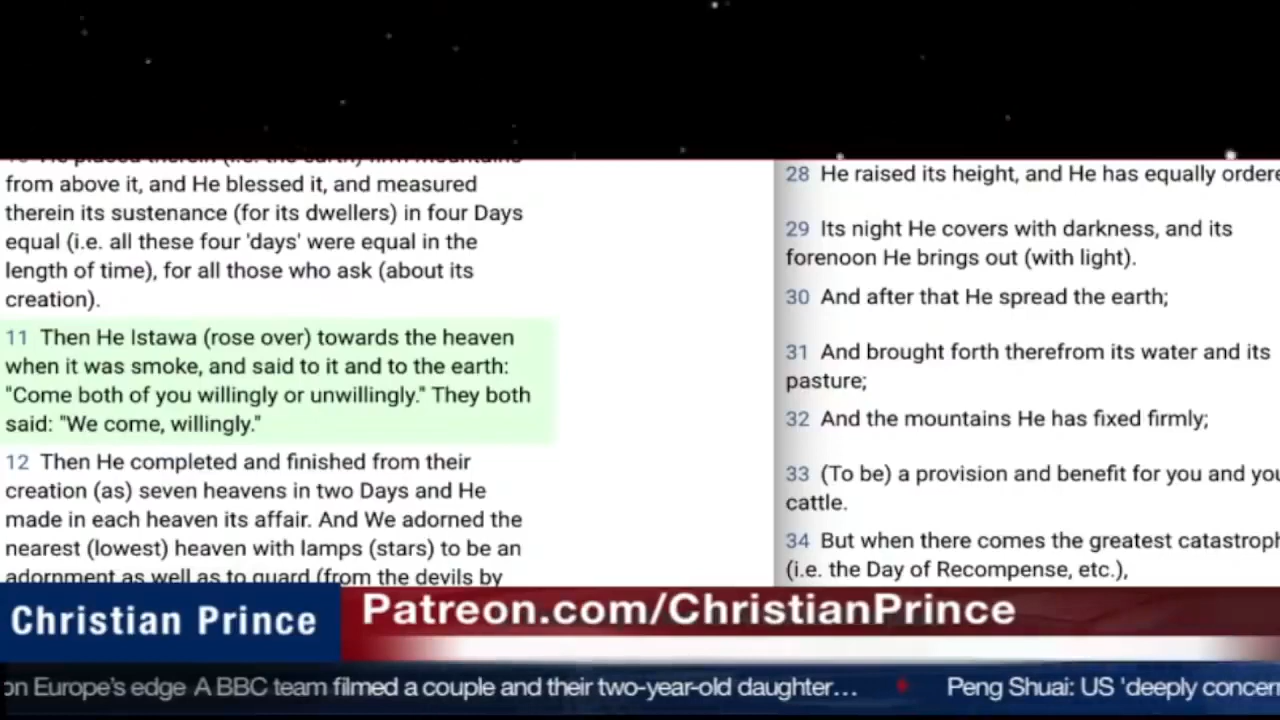 He placed therein (i.e. the earth) firm mountains
from above it, and He blessed it, and measured
therein its sustenance (for its dwellers) in four Days
equal (i.e. all these four 'days' were equal in the
length of time), for all those who ask (about its
creation).
11 Then He Istawa (rose over) towards the heaven
when it was smoke, and said to it and to the earth:
"Come both of you willingly or unwillingly." They both
said: "We come, willingly."
12 Then He completed and finished from their
creation (as) seven heavens in two Days and He
made in each heaven its affair. And We adorned the
nearest (lowest) heaven with lamps (stars) to be an
adornment as well as to guard (from the devils by
28 He raised its height, and He has equally ordere
29 Its night He covers with darkness, and its
forenoon He brings out (with light).
30 And after that He spread the earth;
31 And brought forth therefrom its water and its
pasture;
32 And the mountains He has fixed firmly;
33 (To be) a provision and benefit for you and you
cattle.
34 But when there comes the greatest catastroph
(i.e. the Day of Recompense, etc.),
Christian Prince
Patreon.com/ChristianPrince
on Europe's edge A BBC team filmed a couple and their two-year-old daughter... Peng Shuai: US 'deeply concer